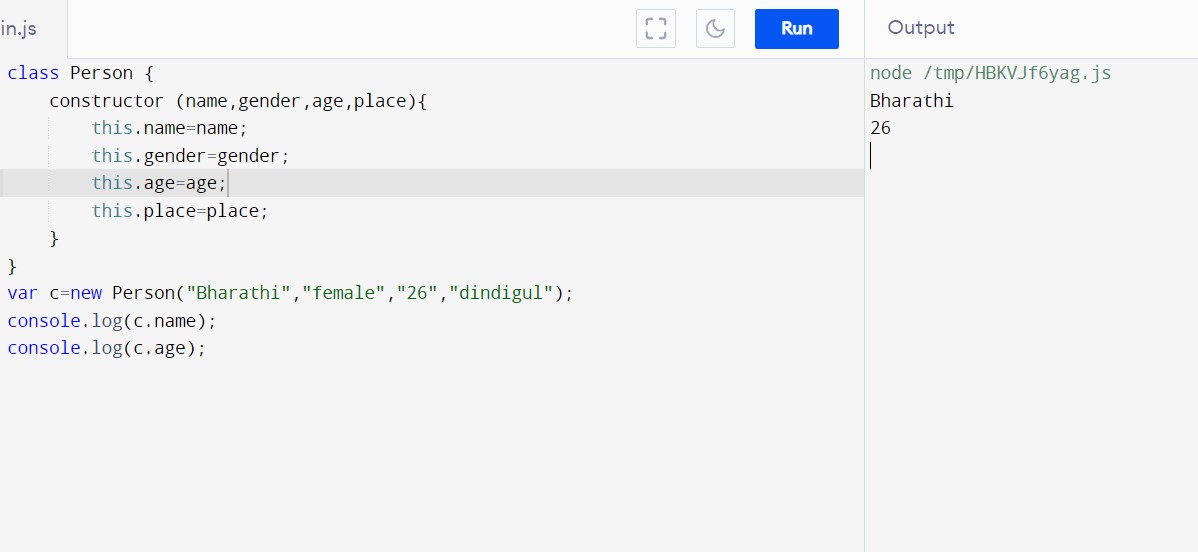 in.js
Run
Output
class Person {
    constructor (name,gender,age,place){
        this.name=name;
        this.gender=gender;
        this.age=age;
        this.place=place;
    }
}
var c=new Person("Bharathi","female","26","dindigul");
console.log(c.name);
console.log(c.age);
node /tmp/HBKVJf6yag.js
Bharathi
26